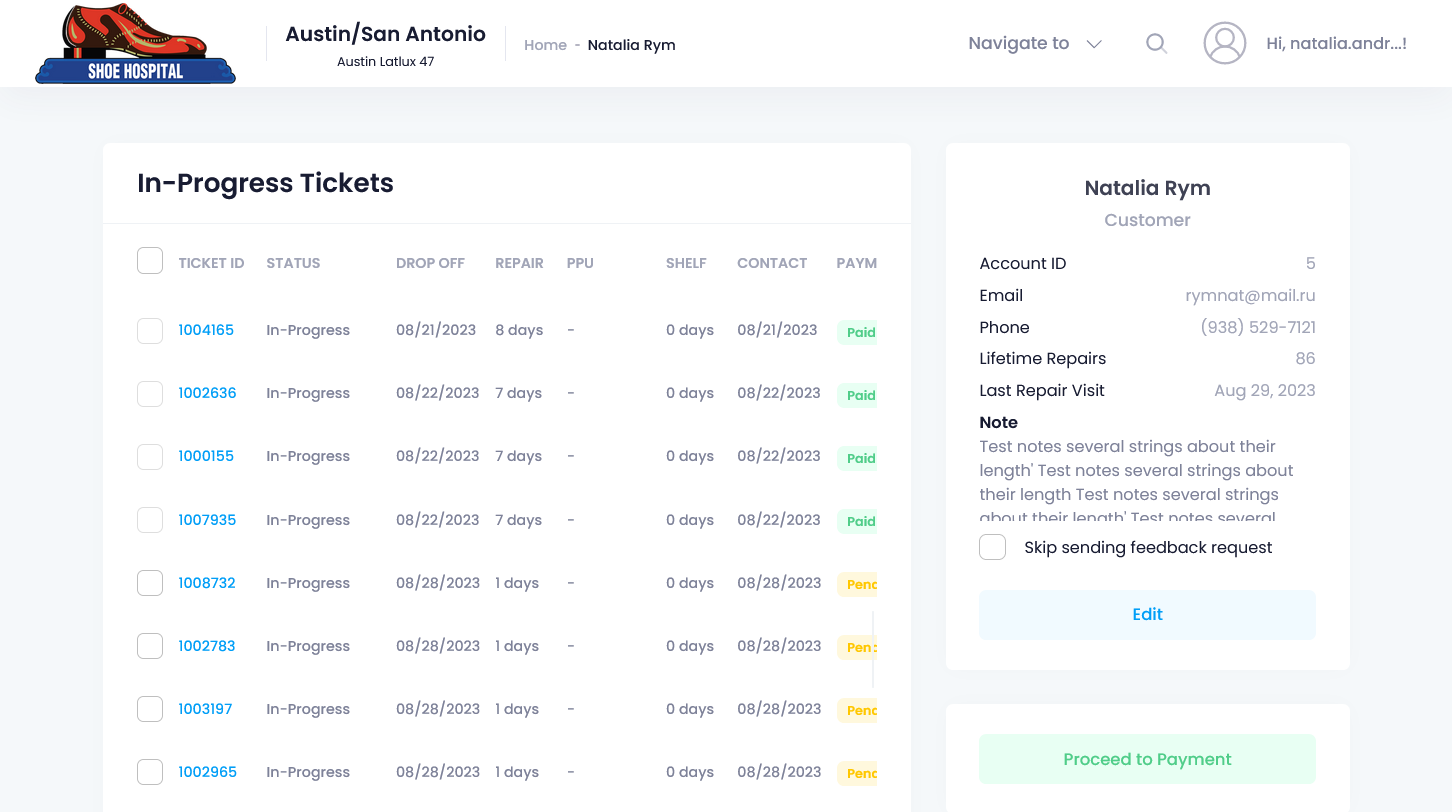 SHOE HOSPITAL
Austin/San Antonio
Austin Latlux 47
Home - Natalia Rym
Navigate to
Hi, natalia.andr...!
In-Progress Tickets
TICKET ID STATUS DROP OFF REPAIR PPU SHELF CONTACT PAYM
1004165 In-Progress 08/21/2023 8 days - 0 days 08/21/2023 Paid
1002636 In-Progress 08/22/2023 7 days - 0 days 08/22/2023 Paid
1000155 In-Progress 08/22/2023 7 days - 0 days 08/22/2023 Paid
1007935 In-Progress 08/22/2023 7 days - 0 days 08/22/2023 Paid
1008732 In-Progress 08/28/2023 1 days - 0 days 08/28/2023 Penc
1002783 In-Progress 08/28/2023 1 days - 0 days 08/28/2023 Pen
1003197 In-Progress 08/28/2023 1 days - 0 days 08/28/2023 Penc
1002965 In-Progress 08/28/2023 1 days - 0 days 08/28/2023 Penc
Natalia Rym
Customer
Account ID 5
Email rymnat@mail.ru
Phone (938) 529-7121
Lifetime Repairs 86
Last Repair Visit Aug 29, 2023
Note
Test notes several strings about their
length' Test notes several strings about
their length Test notes several strings
about their length' Test notes several
Skip sending feedback request
Edit
Proceed to Payment